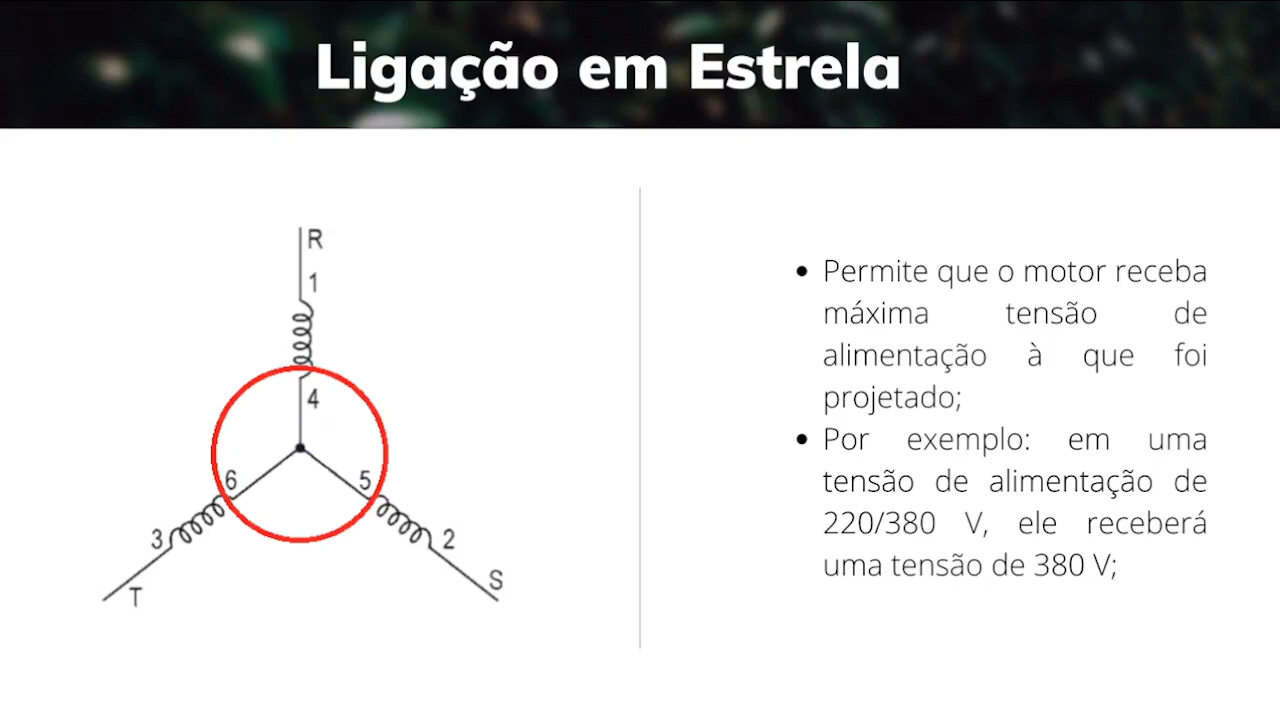 Ligação em Estrela
R
1
4
6
5
3
2
T
S
• Permite que o motor receba
máxima tensão de
alimentação à que foi
projetado;
• Por exemplo: em uma
tensão de alimentação de
220/380 V, ele receberá
uma tensão de 380 V;